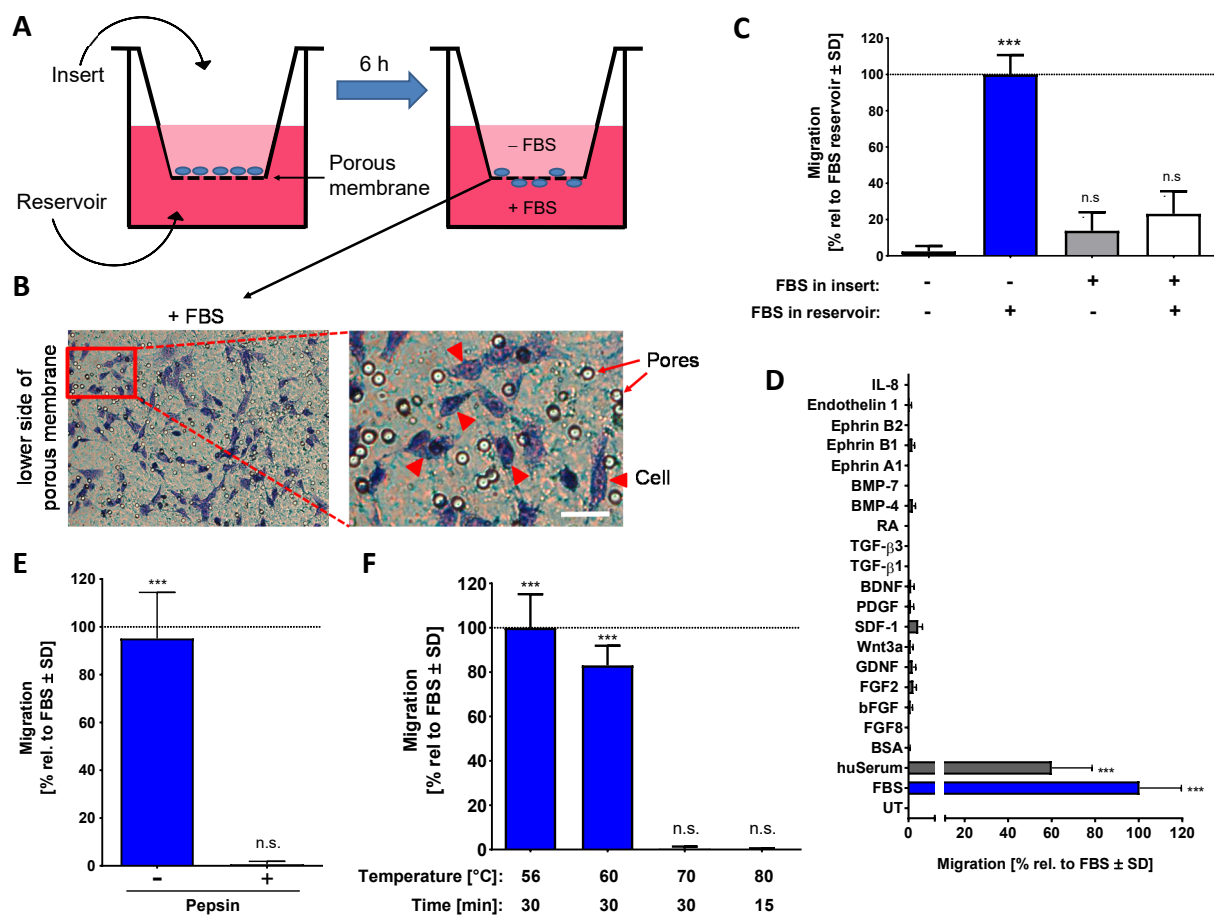 A
Insert
Reservoir
6 h
Porous
membrane
– FBS
+ FBS
B
+ FBS
lower side of
porous membrane
Pores
Cell
C
Migration
[% rel to FBS reservoir ± SD]
120
100
80
60
40
20
0
***
n.s
n.s
FBS in insert: - - + +
FBS in reservoir: - + - +
D
IL-8
Endothelin 1
Ephrin B2
Ephrin B1
Ephrin A1
BMP-7
BMP-4
RA
TGF-β3
TGF-β1
BDNF
PDGF
SDF-1
Wnt3a
GDNF
FGF2
bFGF
FGF8
BSA
huSerum
***
FBS
***
UT
0 20 40 60 80 100 120
Migration [% rel. to FBS ± SD]
E
Migration
[% rel. to FBS ± SD]
120
100
80
60
40
20
0
***
n.s.
- +
Pepsin
F
Migration
[% rel to FBS ± SD]
120
100
80
60
40
20
0
***
***
n.s.
n.s.
Temperature [°C]: 56 60 70 80
Time [min]: 30 30 30 15